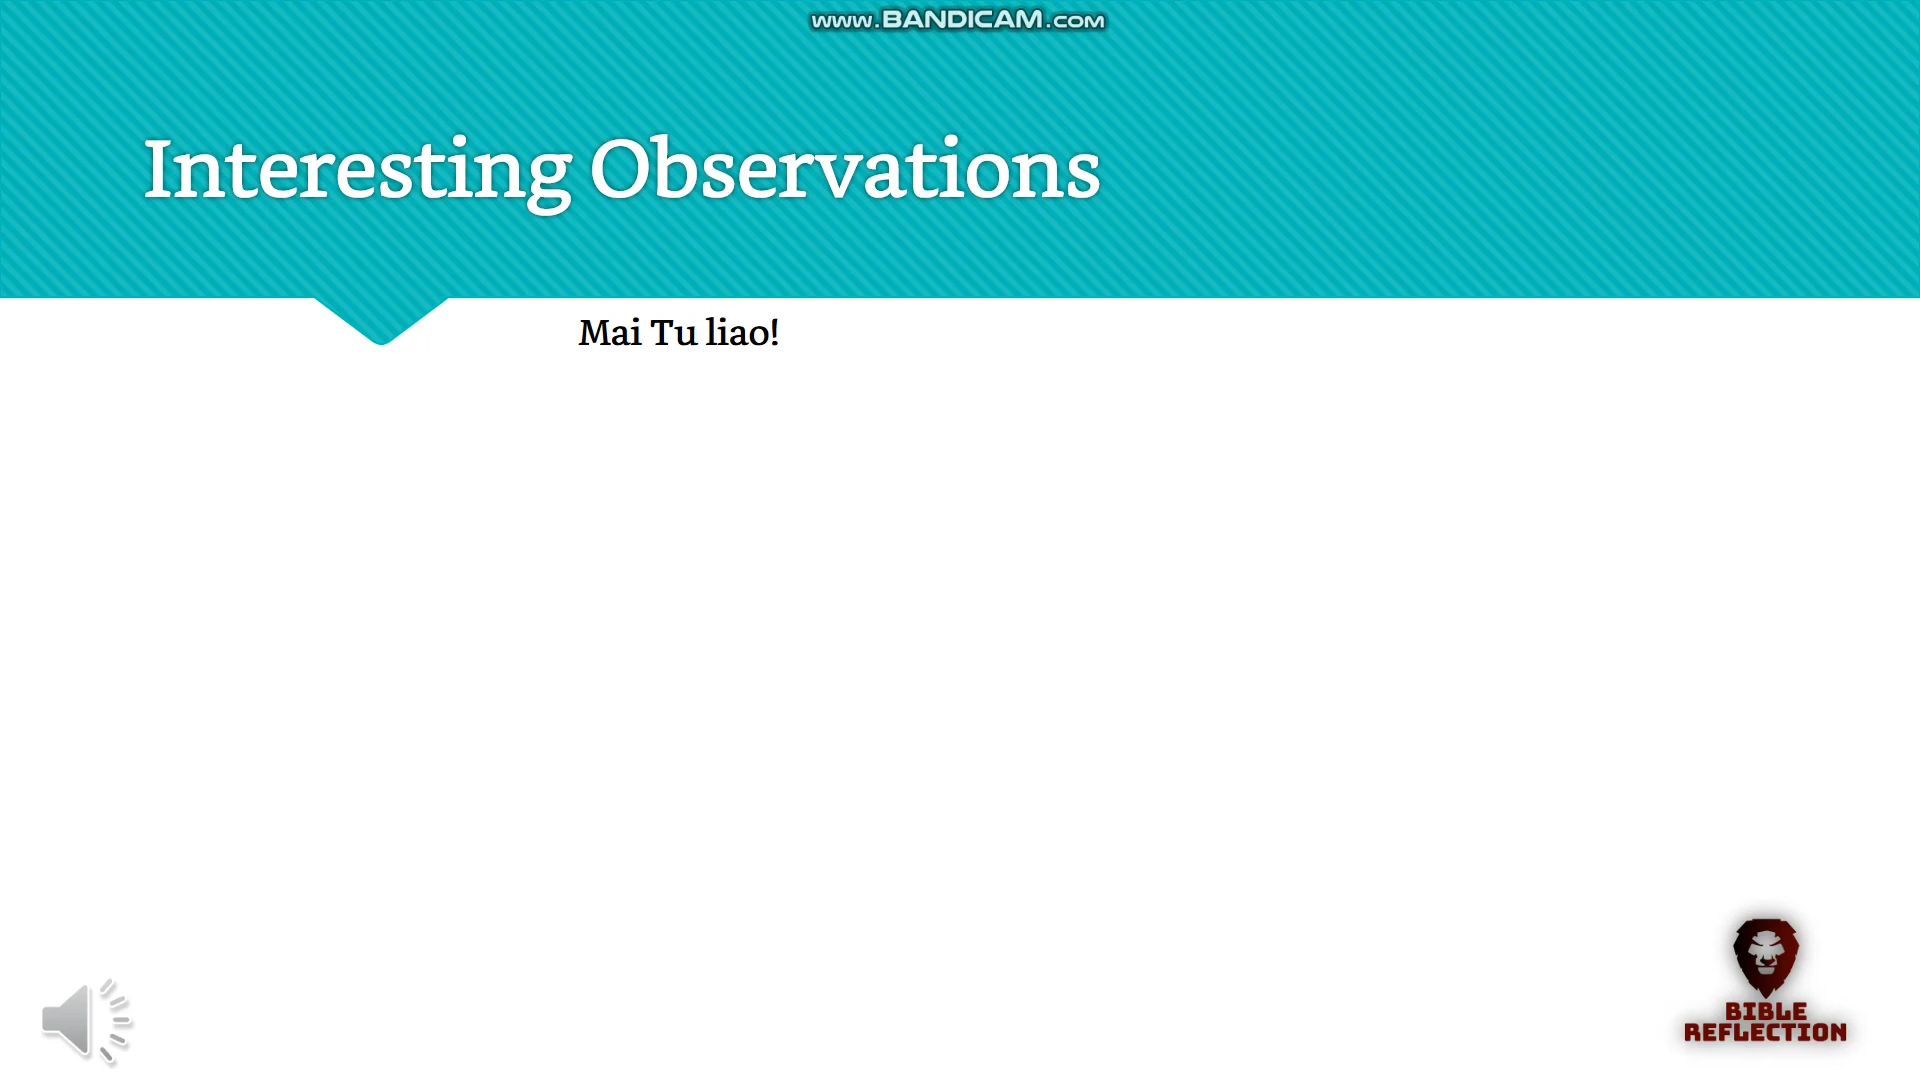 www.BANDICAM.com
Interesting Observations
Mai Tu liao!
BIBLE
REFLECTION